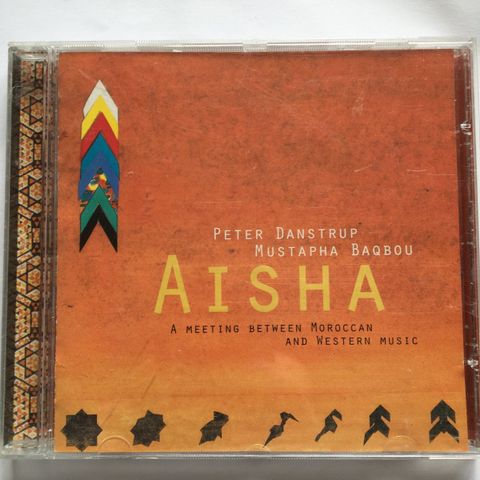 Peter Danstrup
Mustapha Baqbou
Aisha
A meeting between Moroccan
and Western music